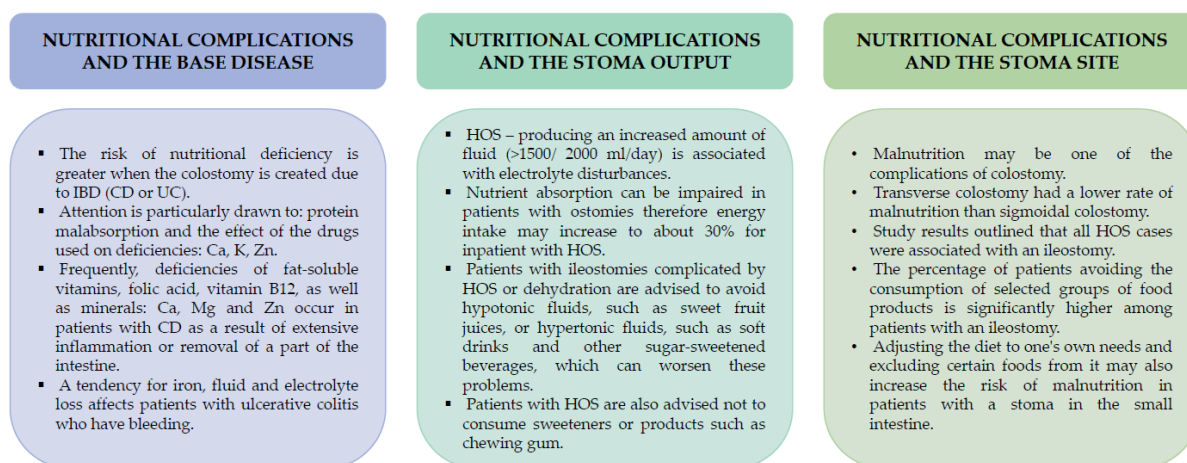 NUTRITIONAL COMPLICATIONS
AND THE BASE DISEASE
▪ The risk of nutritional deficiency is
greater when the colostomy is created due
to IBD (CD or UC).
▪ Attention is particularly drawn to: protein
malabsorption and the effect of the drugs
used on deficiencies: Ca, K, Zn.
▪ Frequently, deficiencies of fat-soluble
vitamins, folic acid, vitamin B12, as well
as minerals: Ca, Mg and Zn occur in
patients with CD as a result of extensive
inflammation or removal of a part of the
intestine.
▪ A tendency for iron, fluid and electrolyte
loss affects patients with ulcerative colitis
who have bleeding.
NUTRITIONAL COMPLICATIONS
AND THE STOMA OUTPUT
▪ HOS – producing an increased amount of
fluid (>1500/ 2000 ml/day) is associated
with electrolyte disturbances.
▪ Nutrient absorption can be impaired in
patients with ostomies therefore energy
intake may increase to about 30% for
inpatient with HOS.
▪ Patients with ileostomies complicated by
HOS or dehydration are advised to avoid
hypotonic fluids, such as sweet fruit
juices, or hypertonic fluids, such as soft
drinks and other sugar-sweetened
beverages, which can worsen these
problems.
▪ Patients with HOS are also advised not to
consume sweeteners or products such as
chewing gum.
NUTRITIONAL COMPLICATIONS
AND THE STOMA SITE
• Malnutrition may be one of the
complications of colostomy.
• Transverse colostomy had a lower rate of
malnutrition than sigmoidal colostomy.
• Study results outlined that all HOS cases
were associated with an ileostomy.
• The percentage of patients avoiding the
consumption of selected groups of food
products is significantly higher among
patients with an ileostomy.
• Adjusting the diet to one's own needs and
excluding certain foods from it may also
increase the risk of malnutrition in
patients with a stoma in the small
intestine.